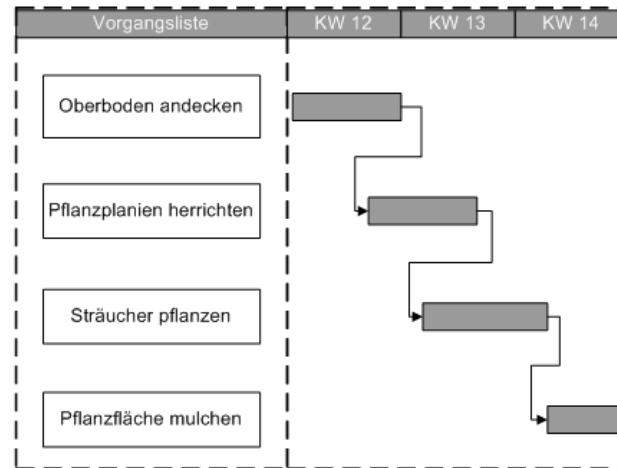 Vorgangsliste KW 12 KW 13 KW 14
Oberboden andecken
Pflanzplanien herrichten
Sträucher pflanzen
Pflanzfläche mulchen